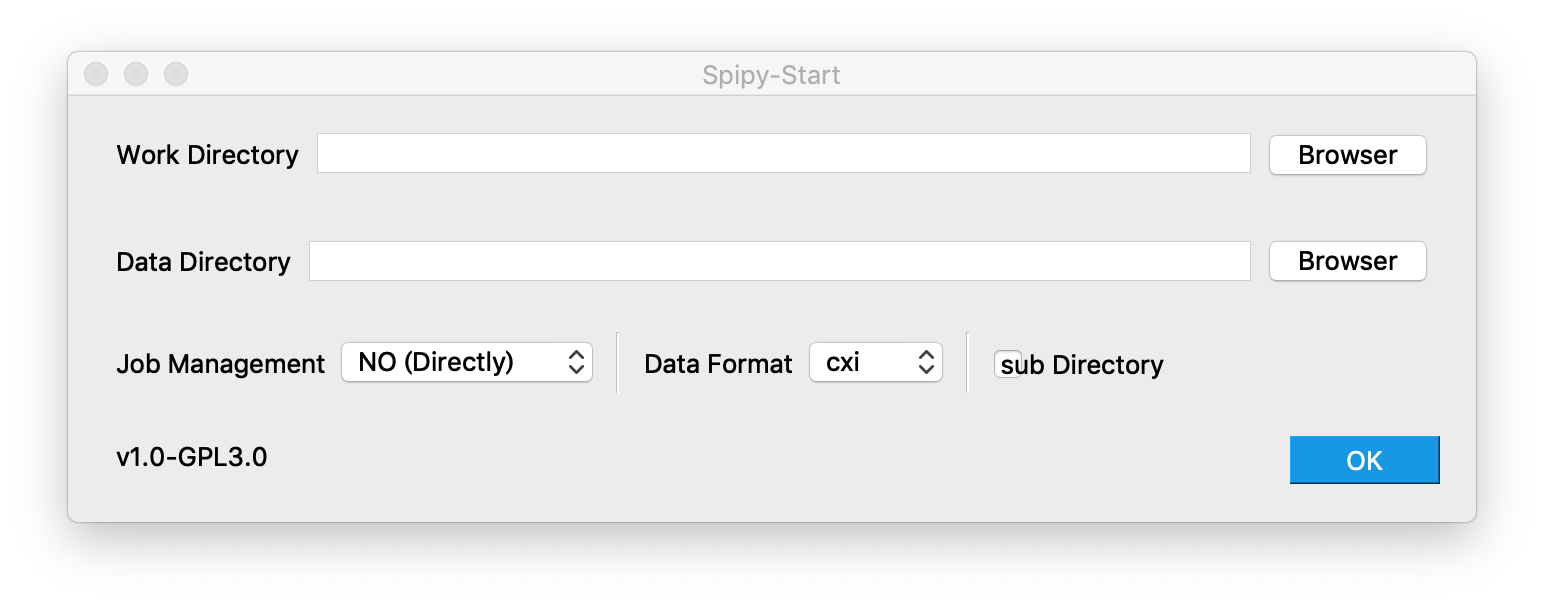 Spipy-Start
Work Directory Browser
Data Directory Browser
Job Management NO (Directly) Data Format cxi sub Directory
v1.0-GPL3.0 OK